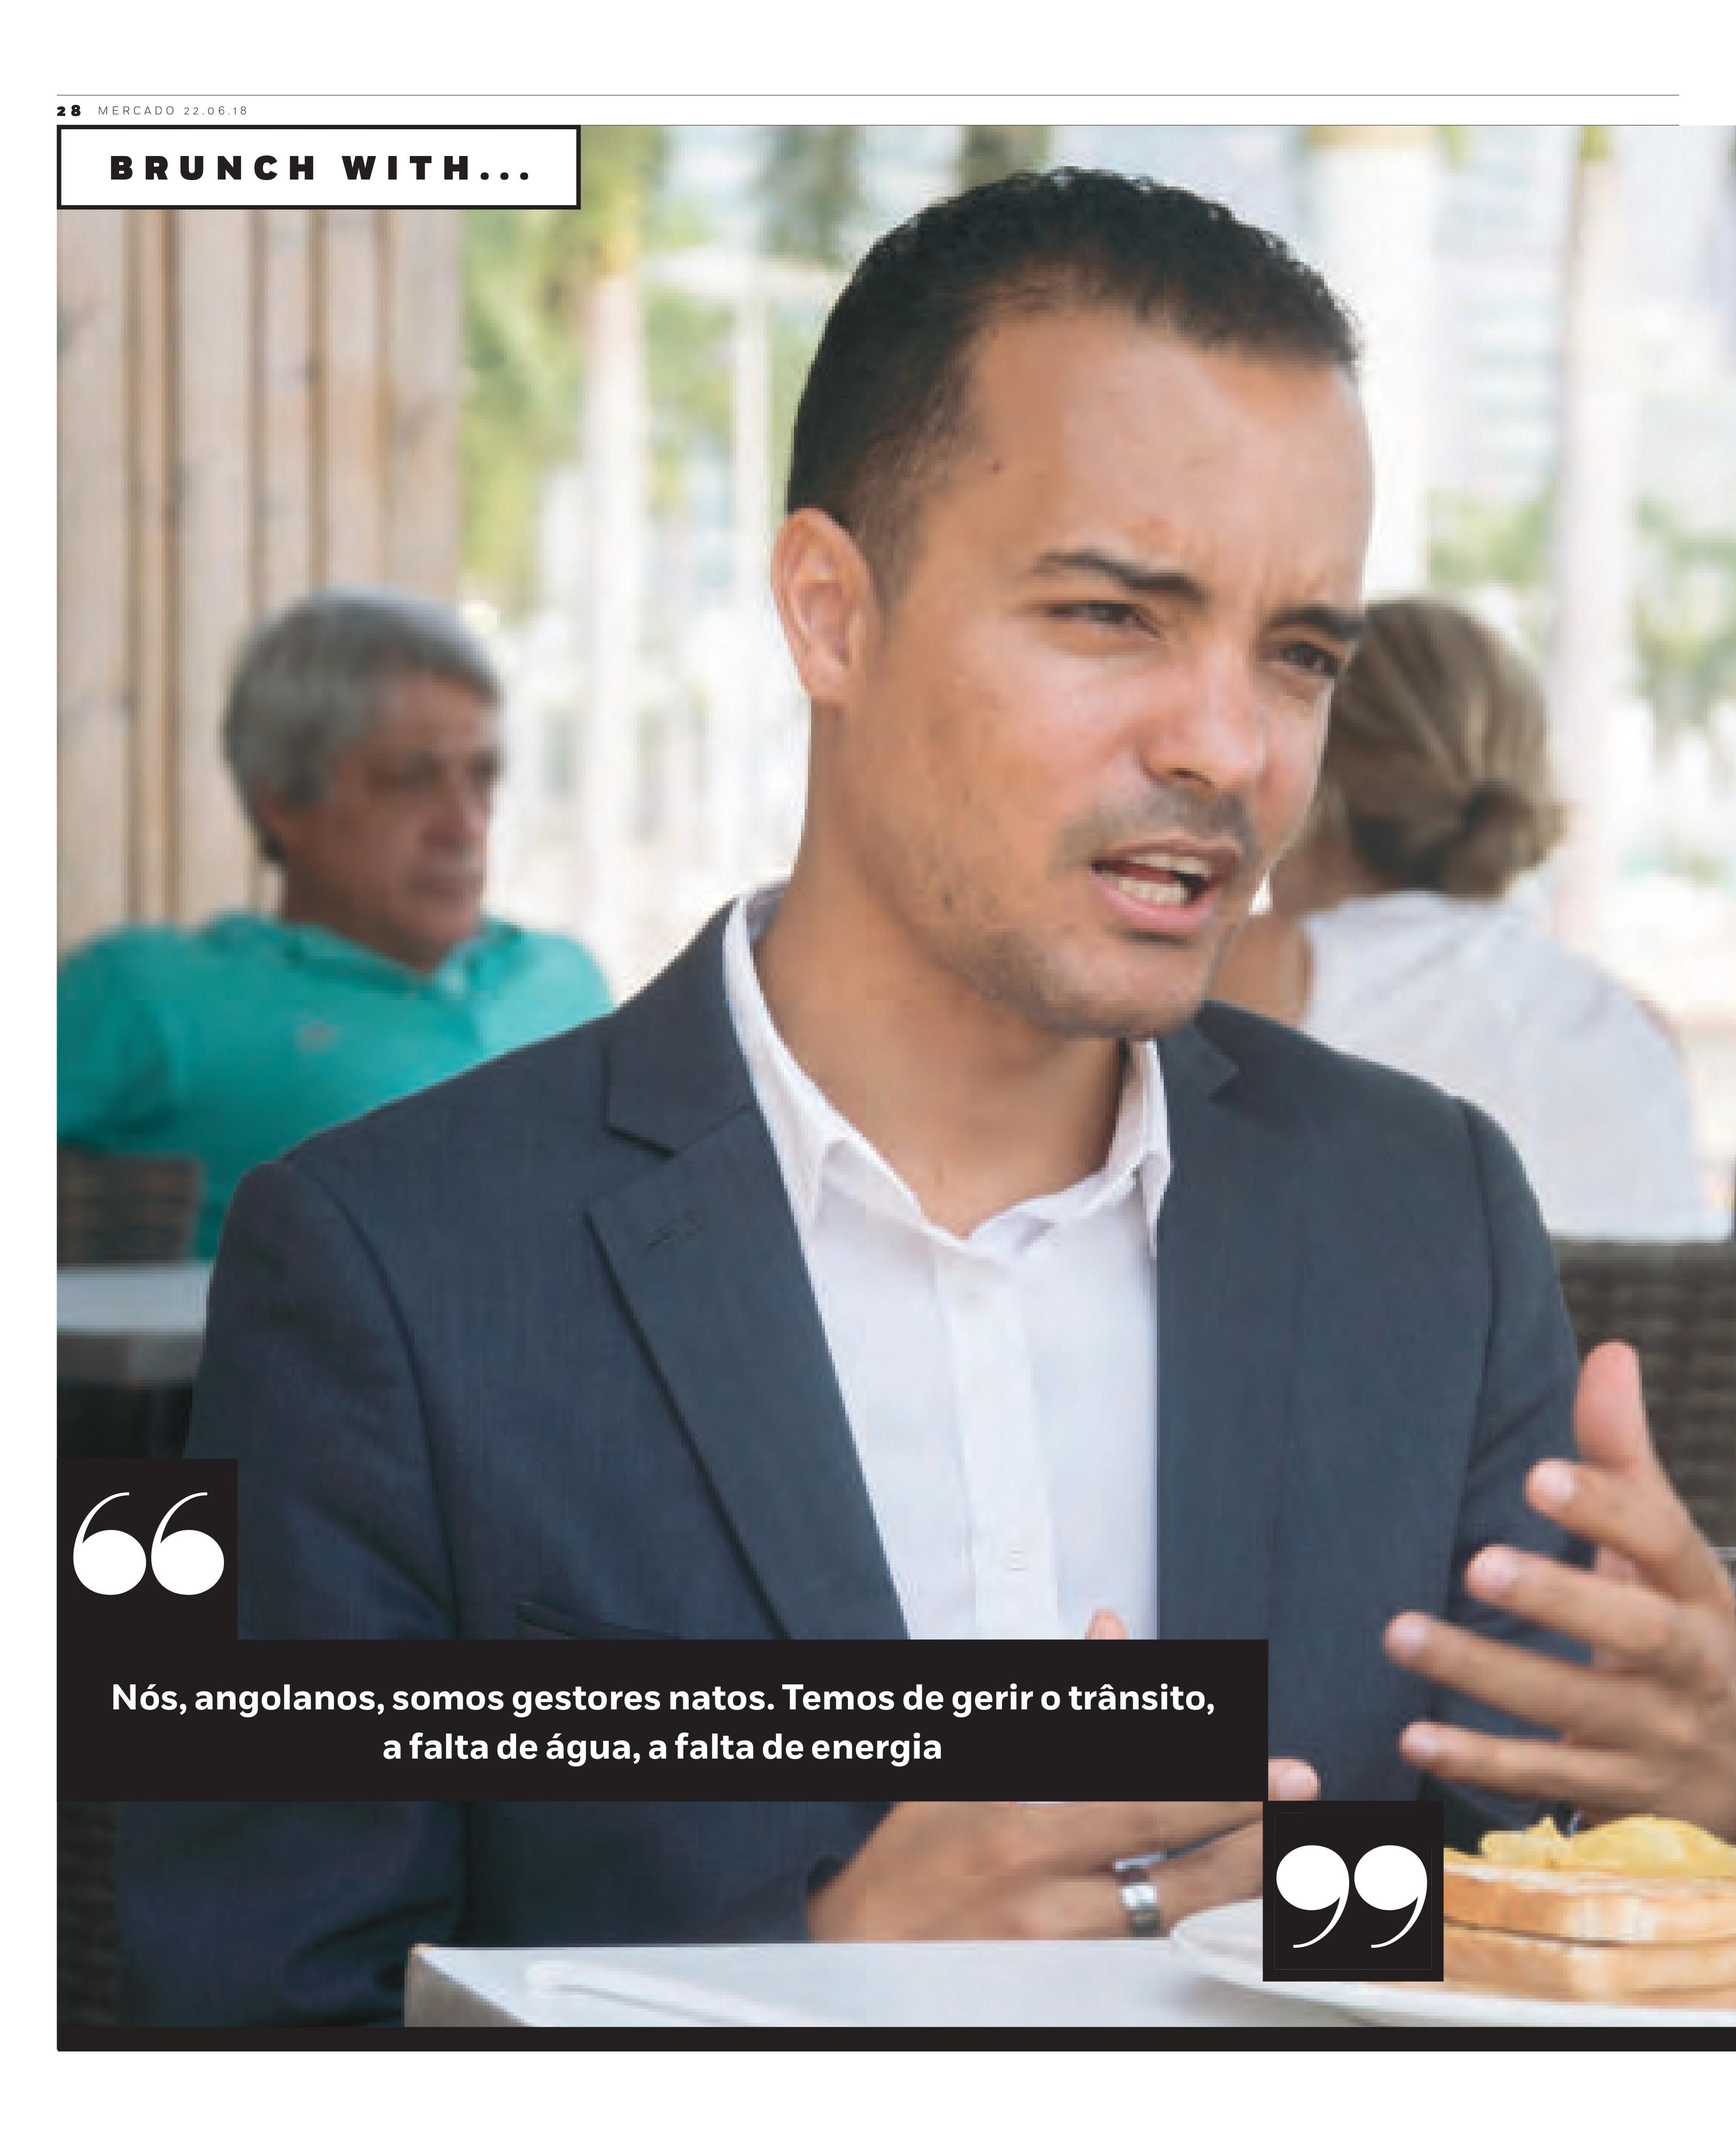 28 MERCADO 22.06.18
BRUNCH WITH...
“
Nós, angolanos, somos gestores natos. Temos de gerir o trânsito,
a falta de água, a falta de energia
”